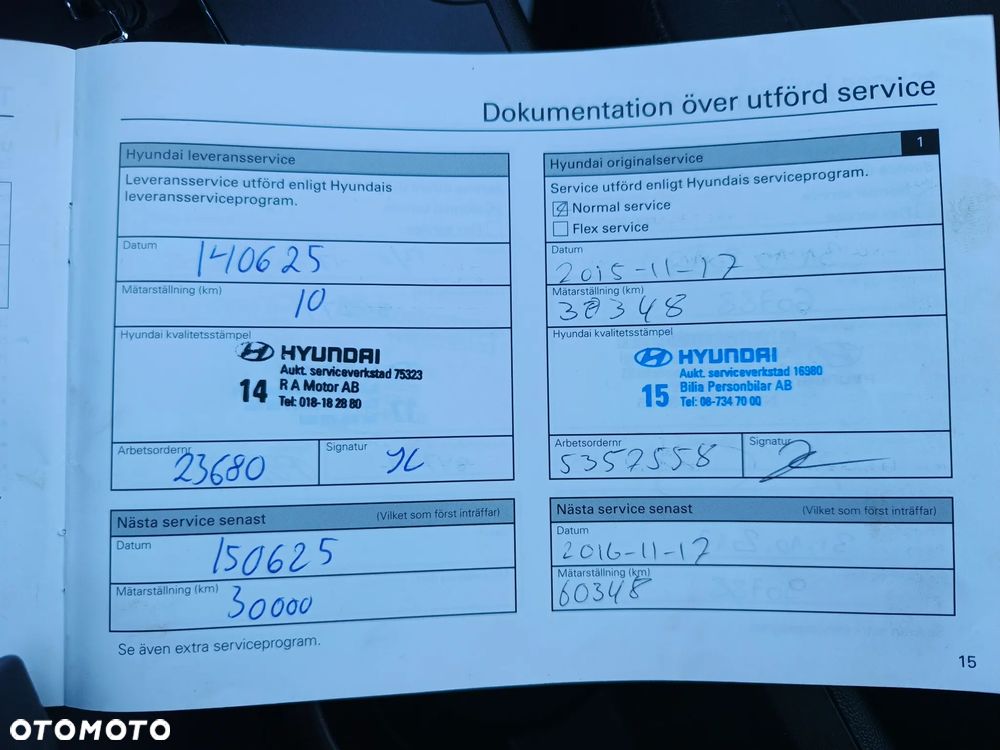 Dokumentation över utförd service
Hyundai leveransservice
Leveransservice utförd enligt Hyundais
leveransserviceprogram.
Datum
140625
Mätarställning (km)
10
Hyundai kvalitetsstämpel
HYUNDAI
Aukt. serviceverkstad 75323
14 R A Motor AB
Tel: 018-18 28 80
Arbetsordernr
23680
Signatur
Nästa service senast (Vilket som först inträffar)
Datum
150625
Mätarställning (km)
30000
Se även extra serviceprogram.
1
Hyundai originalservice
Service utförd enligt Hyundais serviceprogram.
Normal service
Flex service
Datum
2015-11-17
Mätarställning (km)
Hyundai kvalitetsstämpel
HYUNDAI
Aukt. serviceverkstad 16980
15 Bilia Personbilar AB
Tel: 08-734 70 00
Arbetsordernr
5357558
Signatur
Nästa service senast (Vilket som först inträffar)
Datum
2016-11-17
Mätarställning (km)
60348
15
OTOMOTO